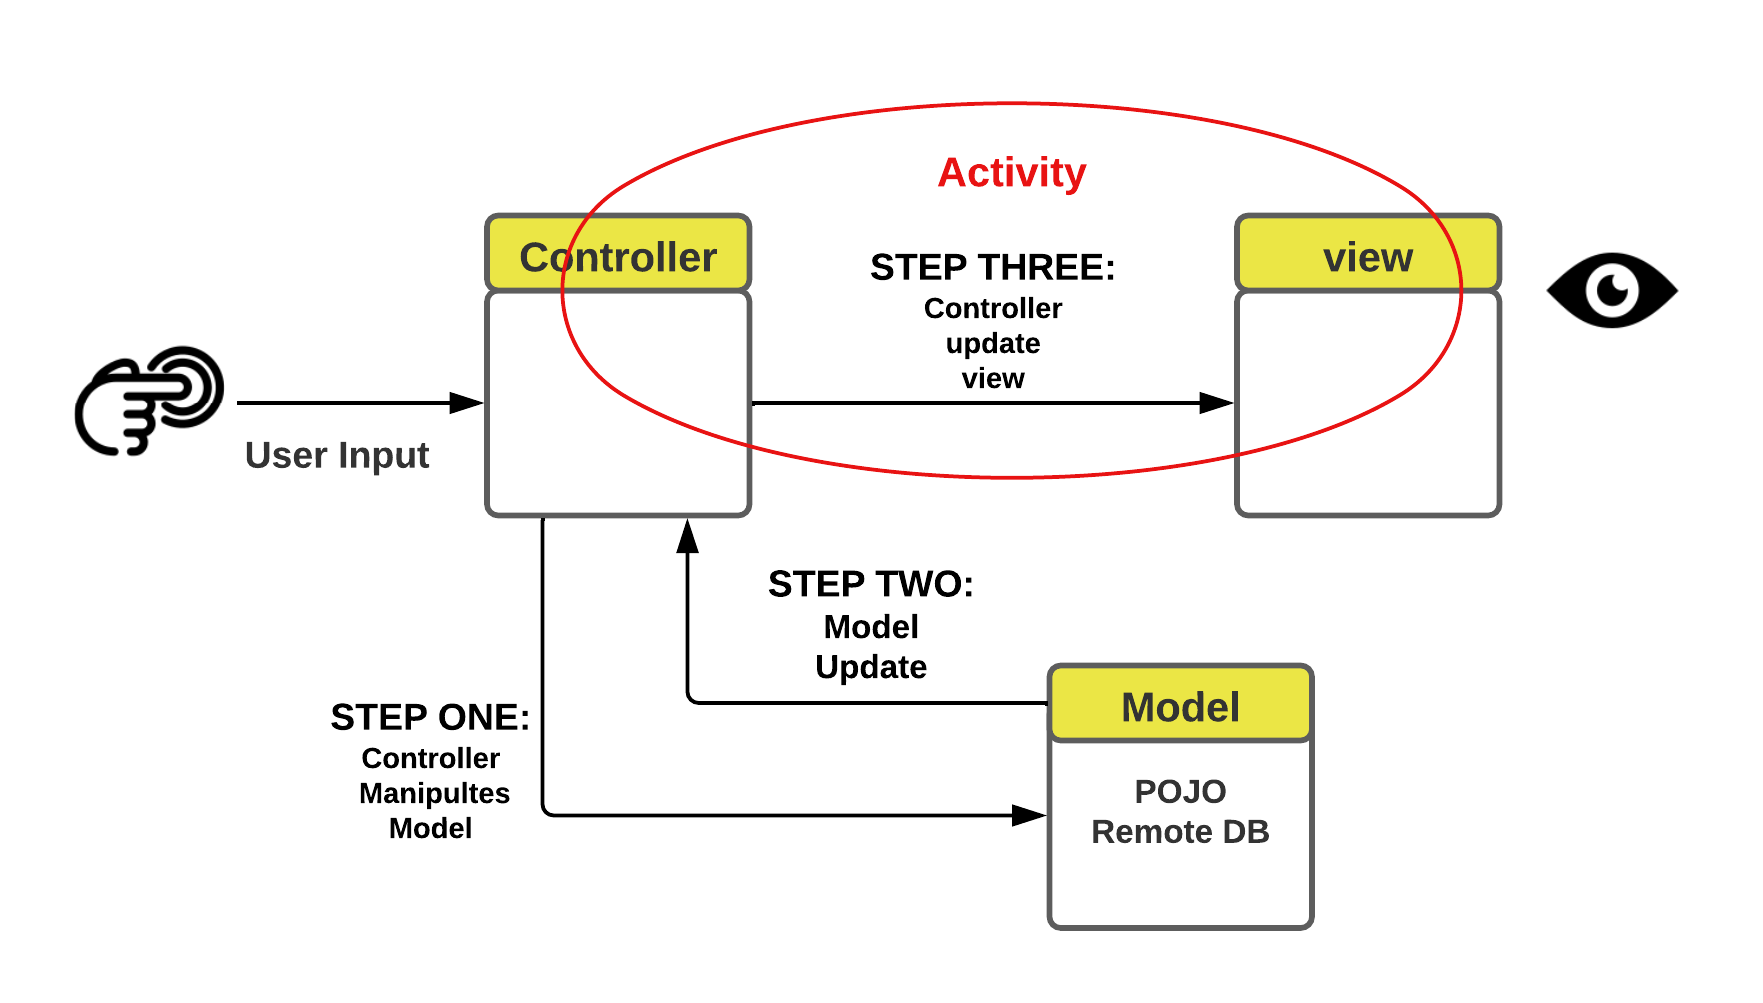 Activity
Controller
view
STEP THREE:
Controller
update
view
User Input
STEP TWO:
Model
Update
STEP ONE:
Controller
Manipultes
Model
Model
POJO
Remote DB